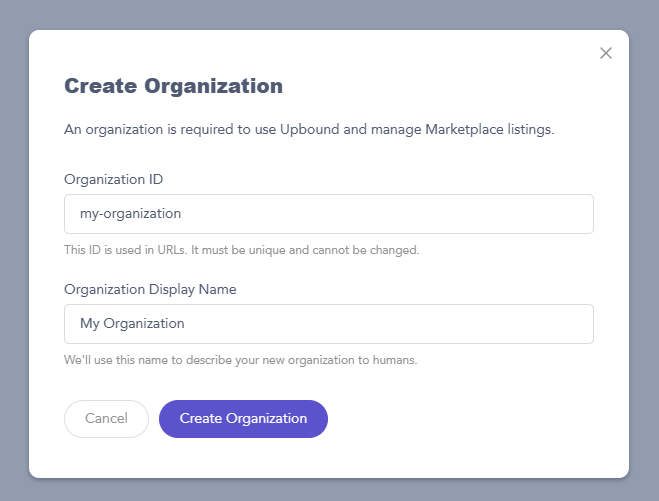 Create Organization
An organization is required to use Upbound and manage Marketplace listings.
Organization ID
my-organization
This ID is used in URLs. It must be unique and cannot be changed.
Organization Display Name
My Organization
We'll use this name to describe your new organization to humans.
Cancel
Create Organization